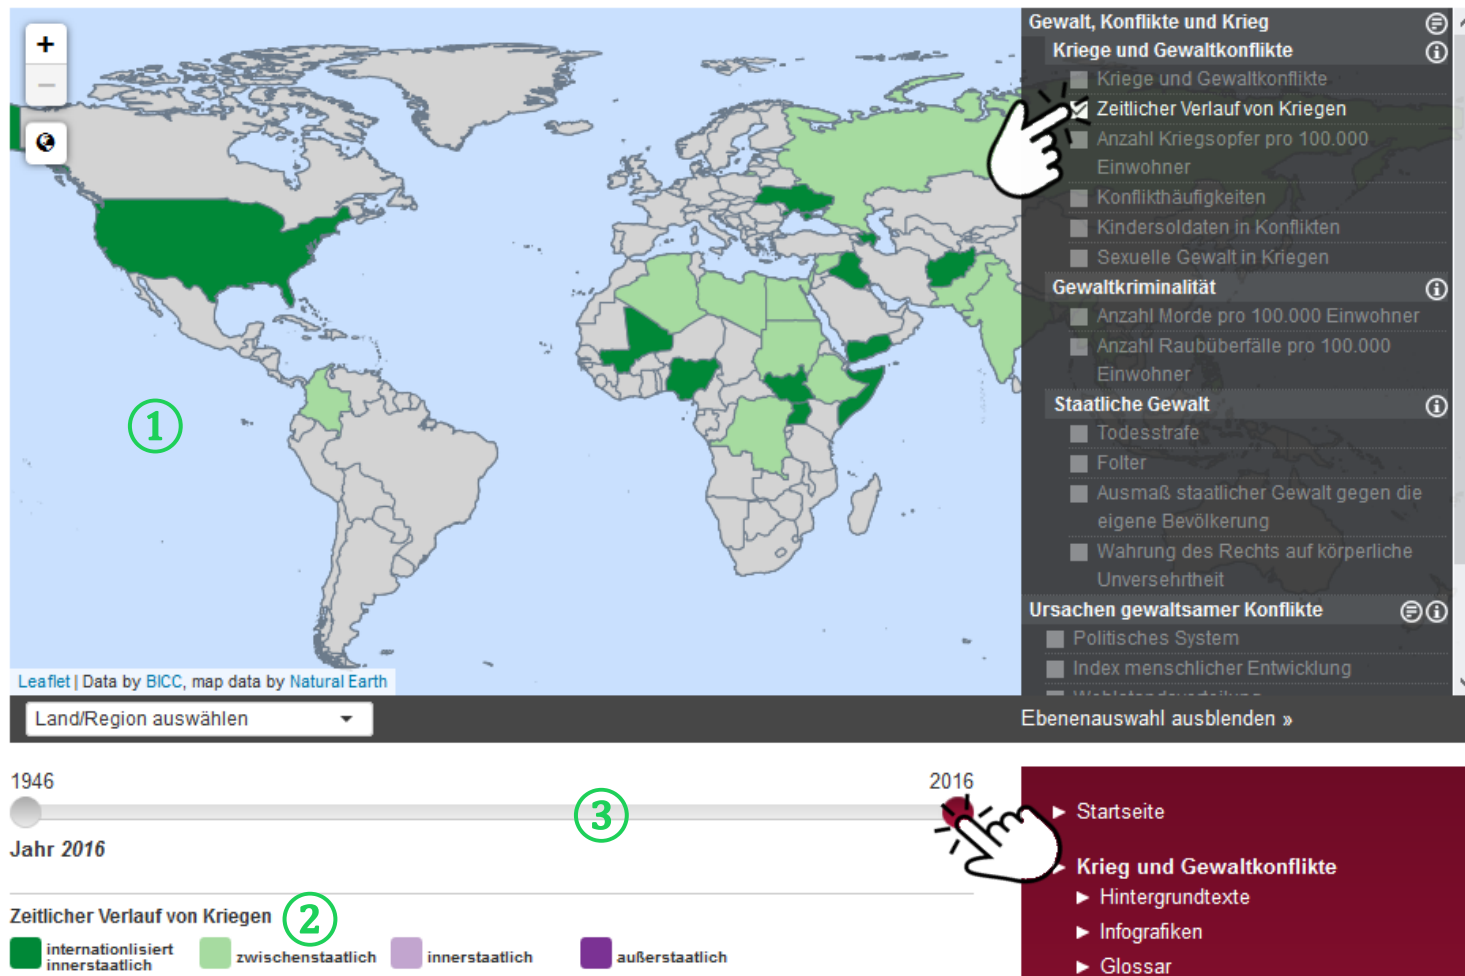 +
−
Gewalt, Konflikte und Krieg
Kriege und Gewaltkonflikte
Kriege und Gewaltkonflikte
Zeitlicher Verlauf von Kriegen
Anzahl Kriegsopfer pro 100.000
Einwohner
Konflikthäufigkeiten
Kindersoldaten in Konflikten
Sexuelle Gewalt in Kriegen
Gewaltkriminalität
Anzahl Morde pro 100.000 Einwohner
Anzahl Raubüberfälle pro 100.000
Einwohner
Staatliche Gewalt
Todesstrafe
Folter
Ausmaß staatlicher Gewalt gegen die
eigene Bevölkerung
Wahrung des Rechts auf körperliche
Unversehrtheit
Ursachen gewaltsamer Konflikte
Politisches System
Index menschlicher Entwicklung
1
Leaflet | Data by BICC, map data by Natural Earth
Land/Region auswählen
Ebenenauswahl ausblenden »
1946
2016
3
Jahr 2016
Zeitlicher Verlauf von Kriegen
2
internationlisiert
innerstaatlich
zwischenstaatlich
innerstaatlich
außerstaatlich
► Startseite
► Krieg und Gewaltkonflikte
► Hintergrundtexte
► Infografiken
► Glossar